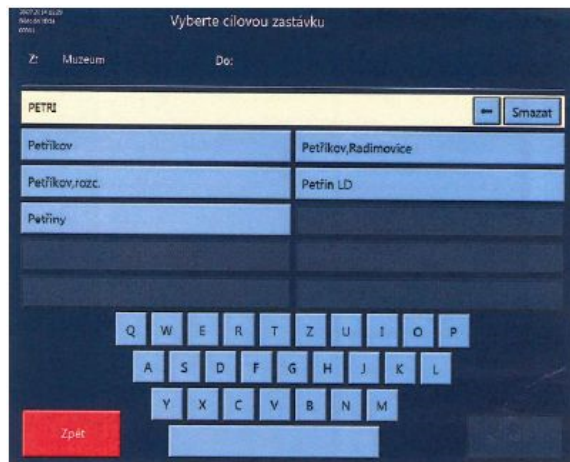 Vyberte cílovou zastávku
Z: Muzeum Do:
PETRI Smazat
Petříkov Petříkov,Radimovice
Petříkov,rozc. Petřín LD
Petřiny
Q W E R T Z U I O P
A S D F G H J K L
Y X C V B N M
Zpět